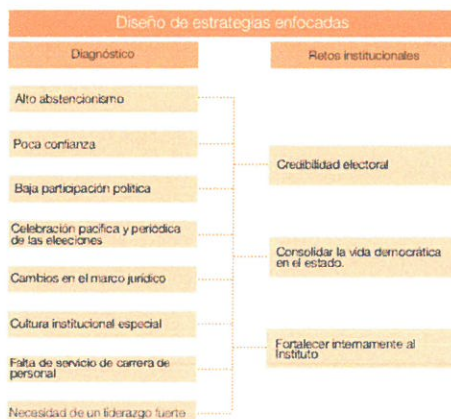 Diseño de estrategias enfocadas
Diagnóstico
Retos institucionales
Alto abstencionismo
Poca confianza
Baja participación política
Celebración pacífica y periódica
de las eleeciones
Cambios en el marco jurídico
Cultura institucional especial
Falta de servicio de carrera de
personal
Necesidad de un liderazgo fuerte
Credibilidad electoral
Consolidar la vida democrática
en el estado.
Fortalecer internamente al
Instituto